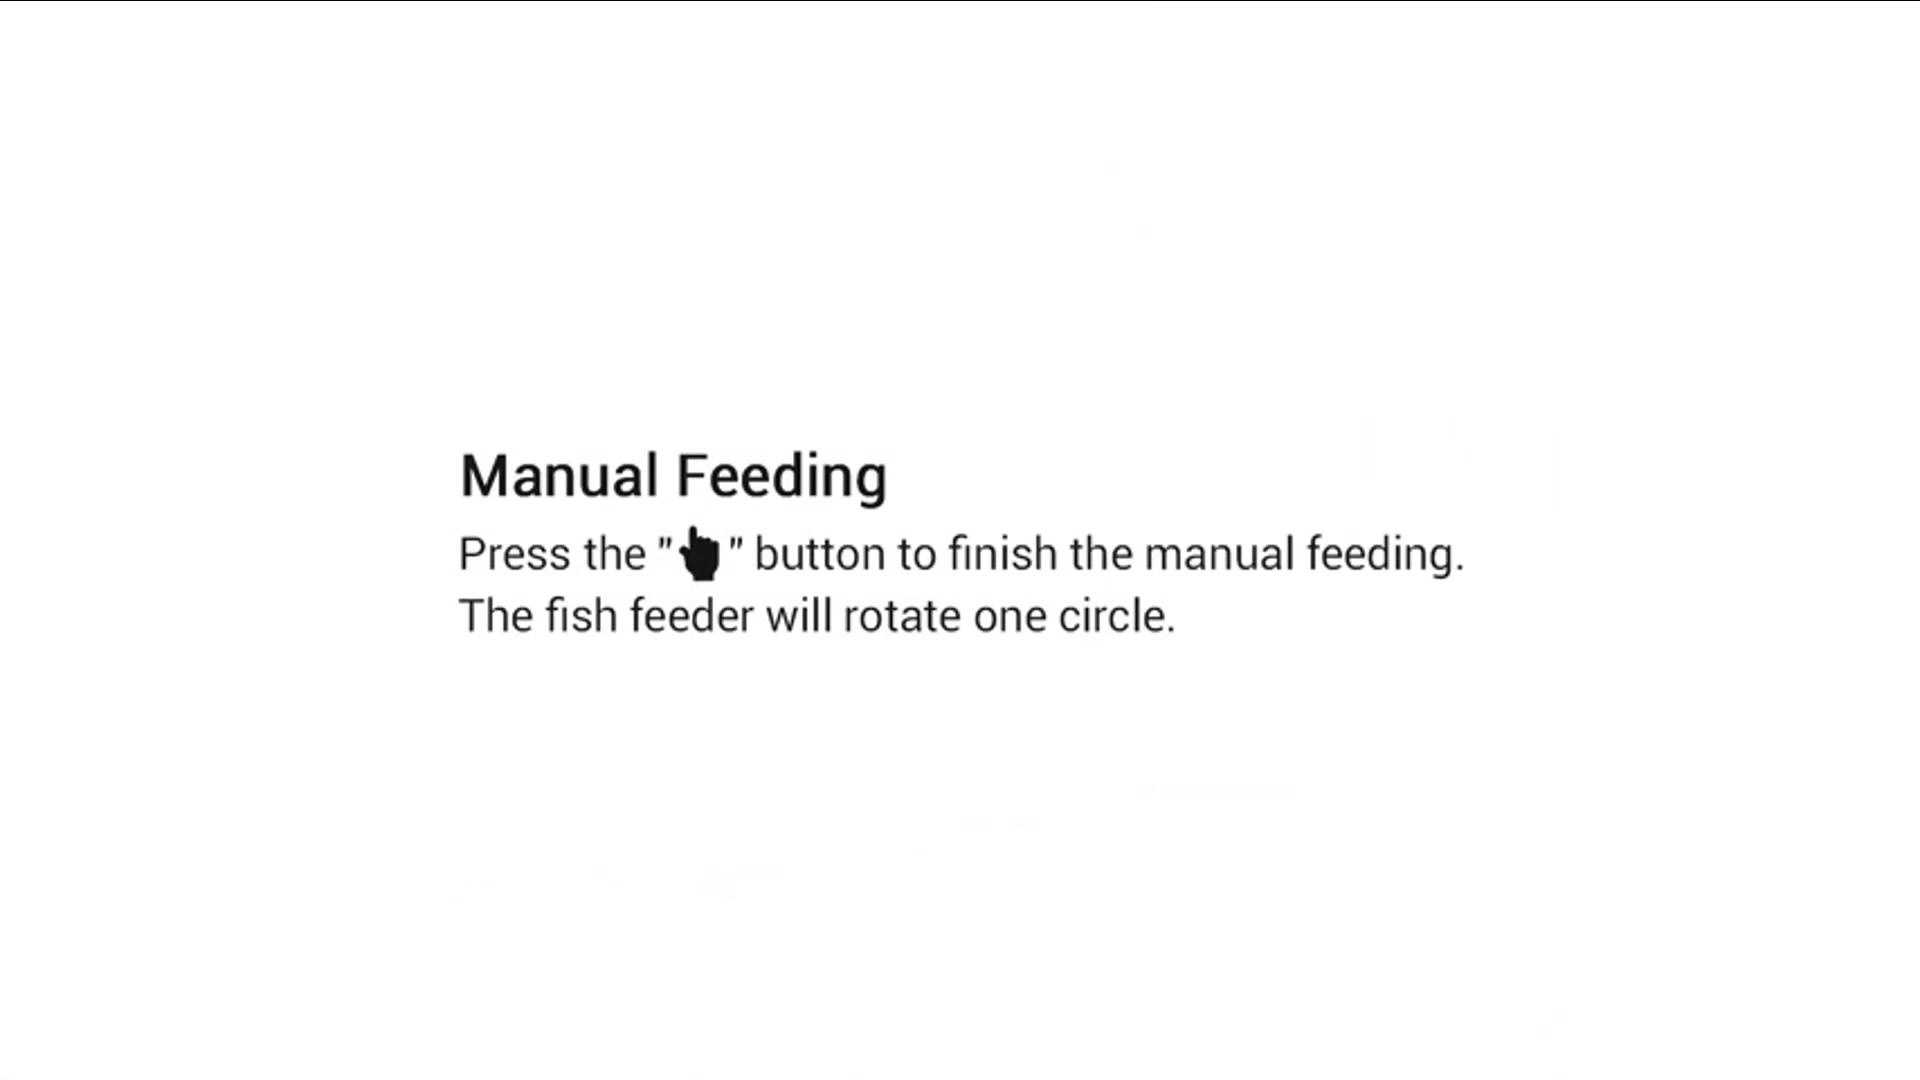 Manual Feeding
Press the "👆" button to finish the manual feeding.
The fish feeder will rotate one circle.